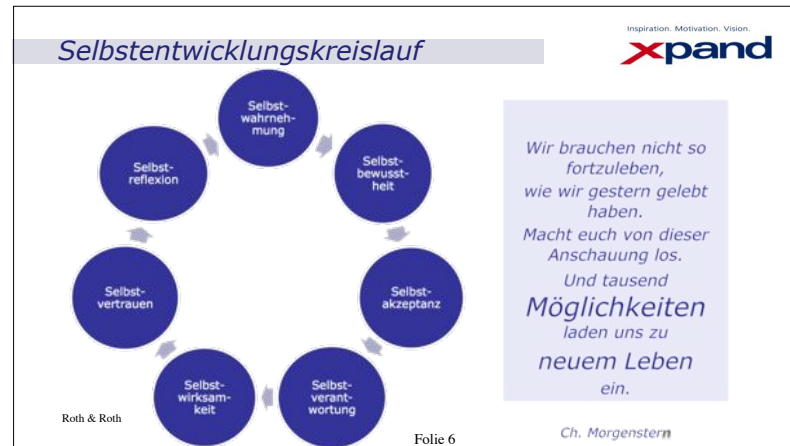 Selbstentwicklungskreislauf
Inspiration. Motivation. Vision.
xpand
Selbst-
wahrneh-
mung
Selbst-
bewusst-
heit
Selbst-
akzeptanz
Selbst-
verant-
wortung
Selbst-
wirksam-
keit
Selbst-
vertrauen
Selbst-
reflexion
Wir brauchen nicht so
fortzuleben,
wie wir gestern gelebt
haben.
Macht euch von dieser
Anschauung los.
Und tausend
Möglichkeiten
laden uns zu
neuem Leben
ein.
Ch. Morgenstern
Roth & Roth
Folie 6